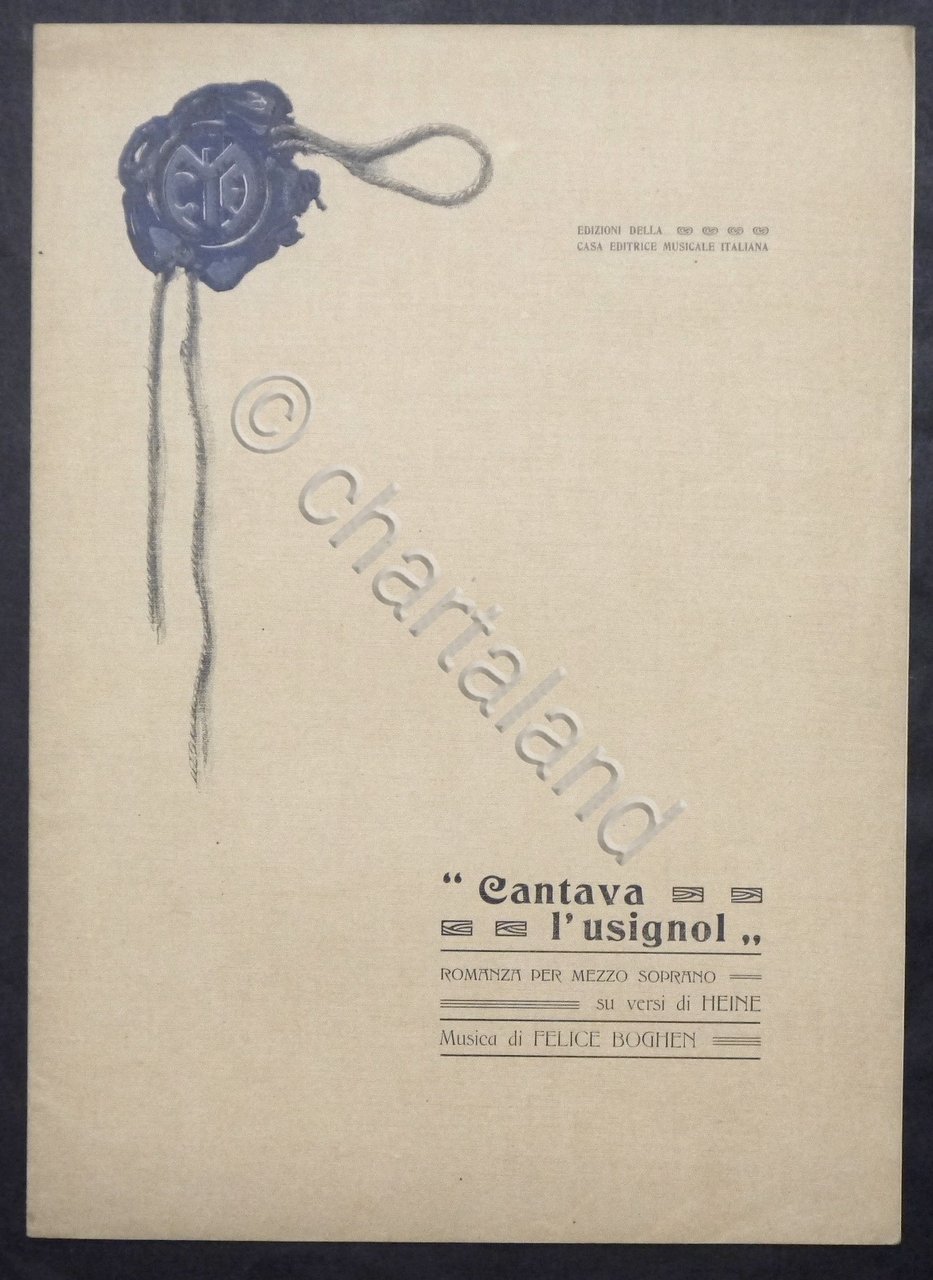 EDIZIONI DELLA
CASA EDITRICE MUSICALE ITALIANA
© chartaland
“ Cantava
l'usignol „
ROMANZA PER MEZZO SOPRANO
su versi di HEINE
Musica di FELICE BOGHEN